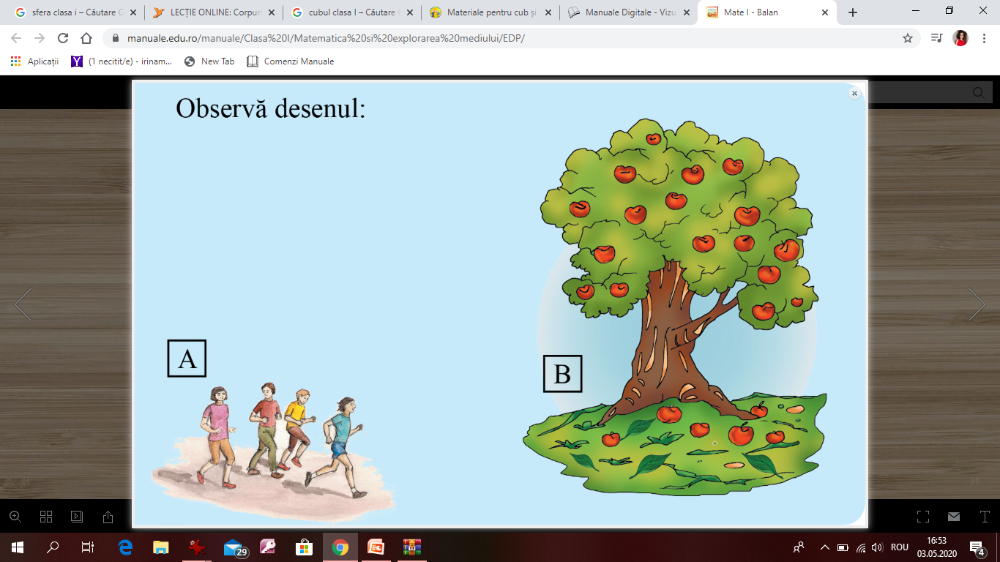 sfera clasa i – Căutare G
LECȚIE ONLINE: Corpuri
cubul clasa I – Căutare
Materiale pentru cub și
Manuale Digitale - Vizu
Mate I - Balan
manuale.edu.ro/manuale/Clasa%20I/Matematica%20si%20explorarea%20mediului/EDP/
Aplicații
(1 necitit/e) - irinam...
New Tab
Comenzi Manuale
Observă desenul:
A
B
29
ROU
16:53
03.05.2020
4